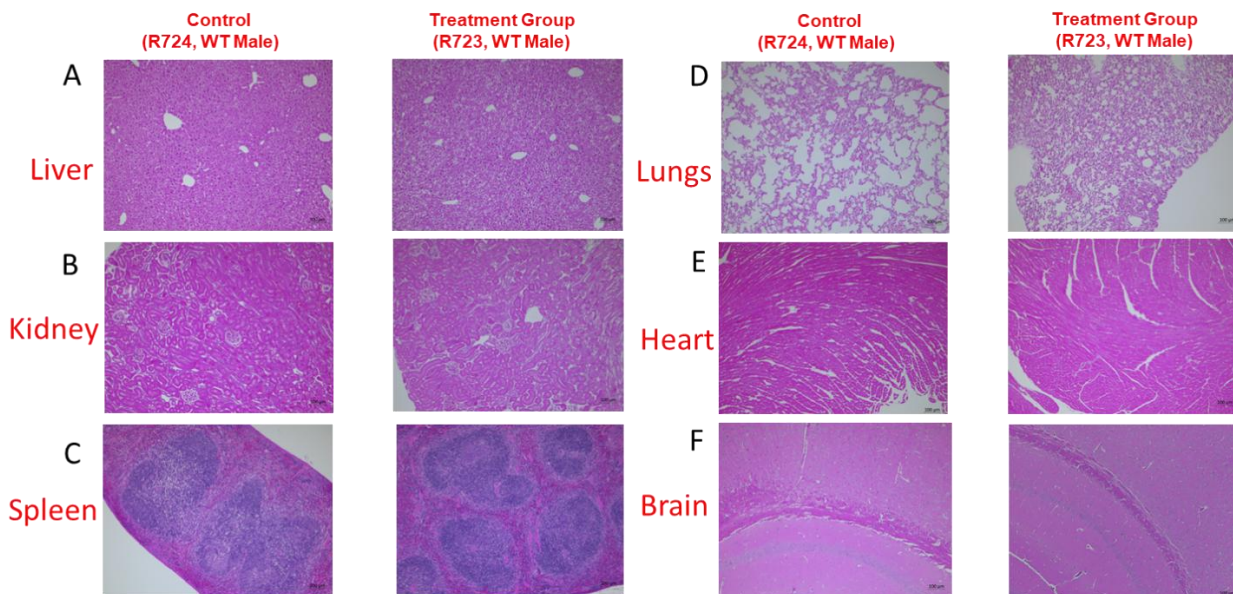 Control
(R724, WT Male)
Treatment Group
(R723, WT Male)
Control
(R724, WT Male)
Treatment Group
(R723, WT Male)
A
Liver
D
Lungs
B
Kidney
E
Heart
C
Spleen
F
Brain